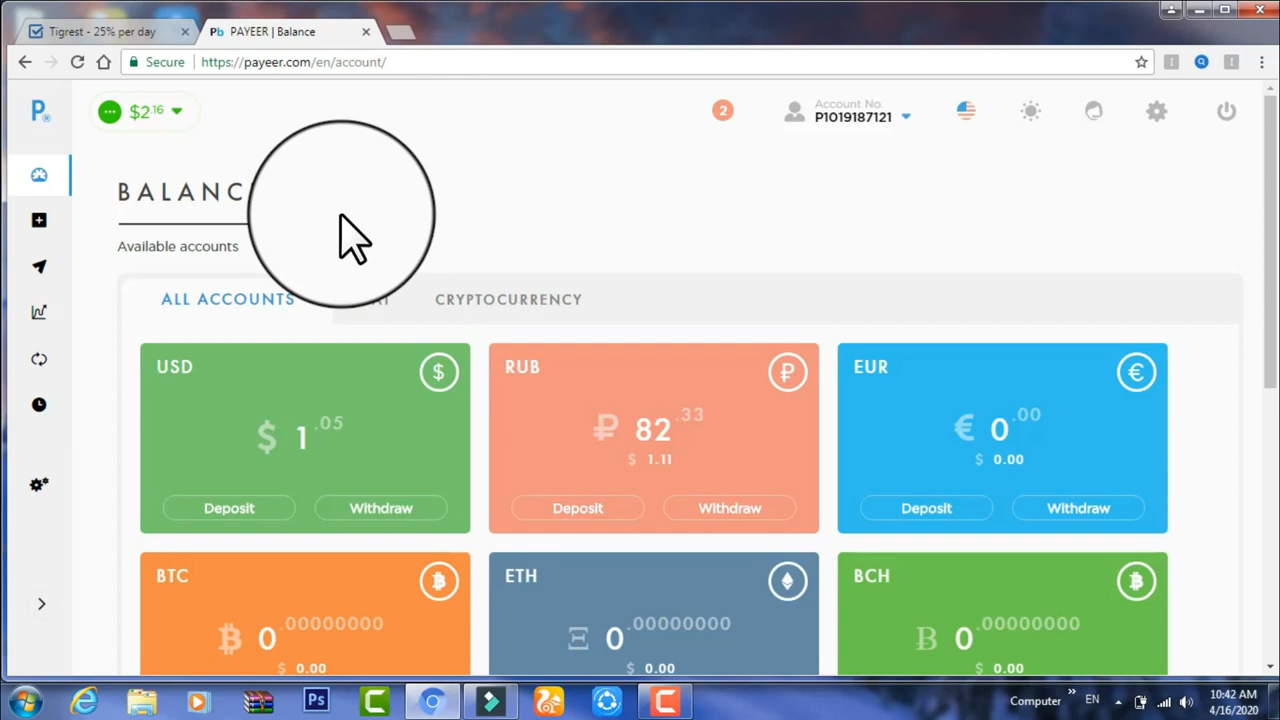 Tigrest - 25% per day
Pb PAYEER | Balance
Secure https://payeer.com/en/account/
P
$2.16
2
Account No.
P1019187121
BALANC
Available accounts
ALL ACCOUNTS
CRYPTOCURRENCY
USD
$
$ 1.05
Deposit
Withdraw
RUB
₽
₽ 82.33
$ 1.11
Deposit
Withdraw
EUR
€
€ 0.00
$ 0.00
Deposit
Withdraw
BTC
0.00000000
$ 0.00
ETH
0.00000000
$ 0.00
BCH
0.00000000
$ 0.00
Ps
C
C
Computer
»
EN
10:42 AM
4/16/2020